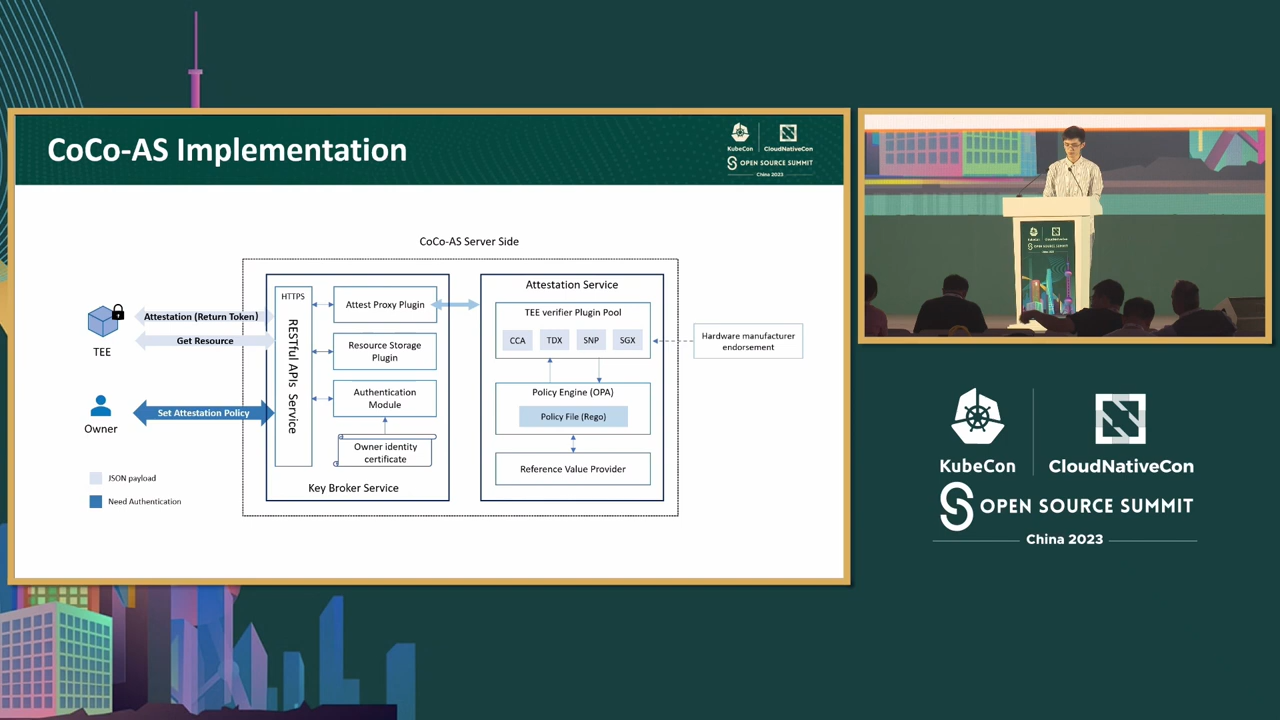 CoCo-AS Implementation
KubeCon
CloudNativeCon
OPEN SOURCE SUMMIT
China 2023
CoCo-AS Server Side
HTTPS
RESTful APIs Service
Attest Proxy Plugin
Resource Storage
Plugin
Authentication
Module
Owner identity
certificate
Key Broker Service
Attestation Service
TEE verifier Plugin Pool
CCA
TDX
SNP
SGX
Policy Engine (OPA)
Policy File (Rego)
Reference Value Provider
Hardware manufacturer
endorsement
Attestation (Return Token)
Get Resource
TEE
Set Attestation Policy
Owner
JSON payload
Need Authentication
KubeCon
CloudNativeCon
OPEN SOURCE SUMMIT
China 2023